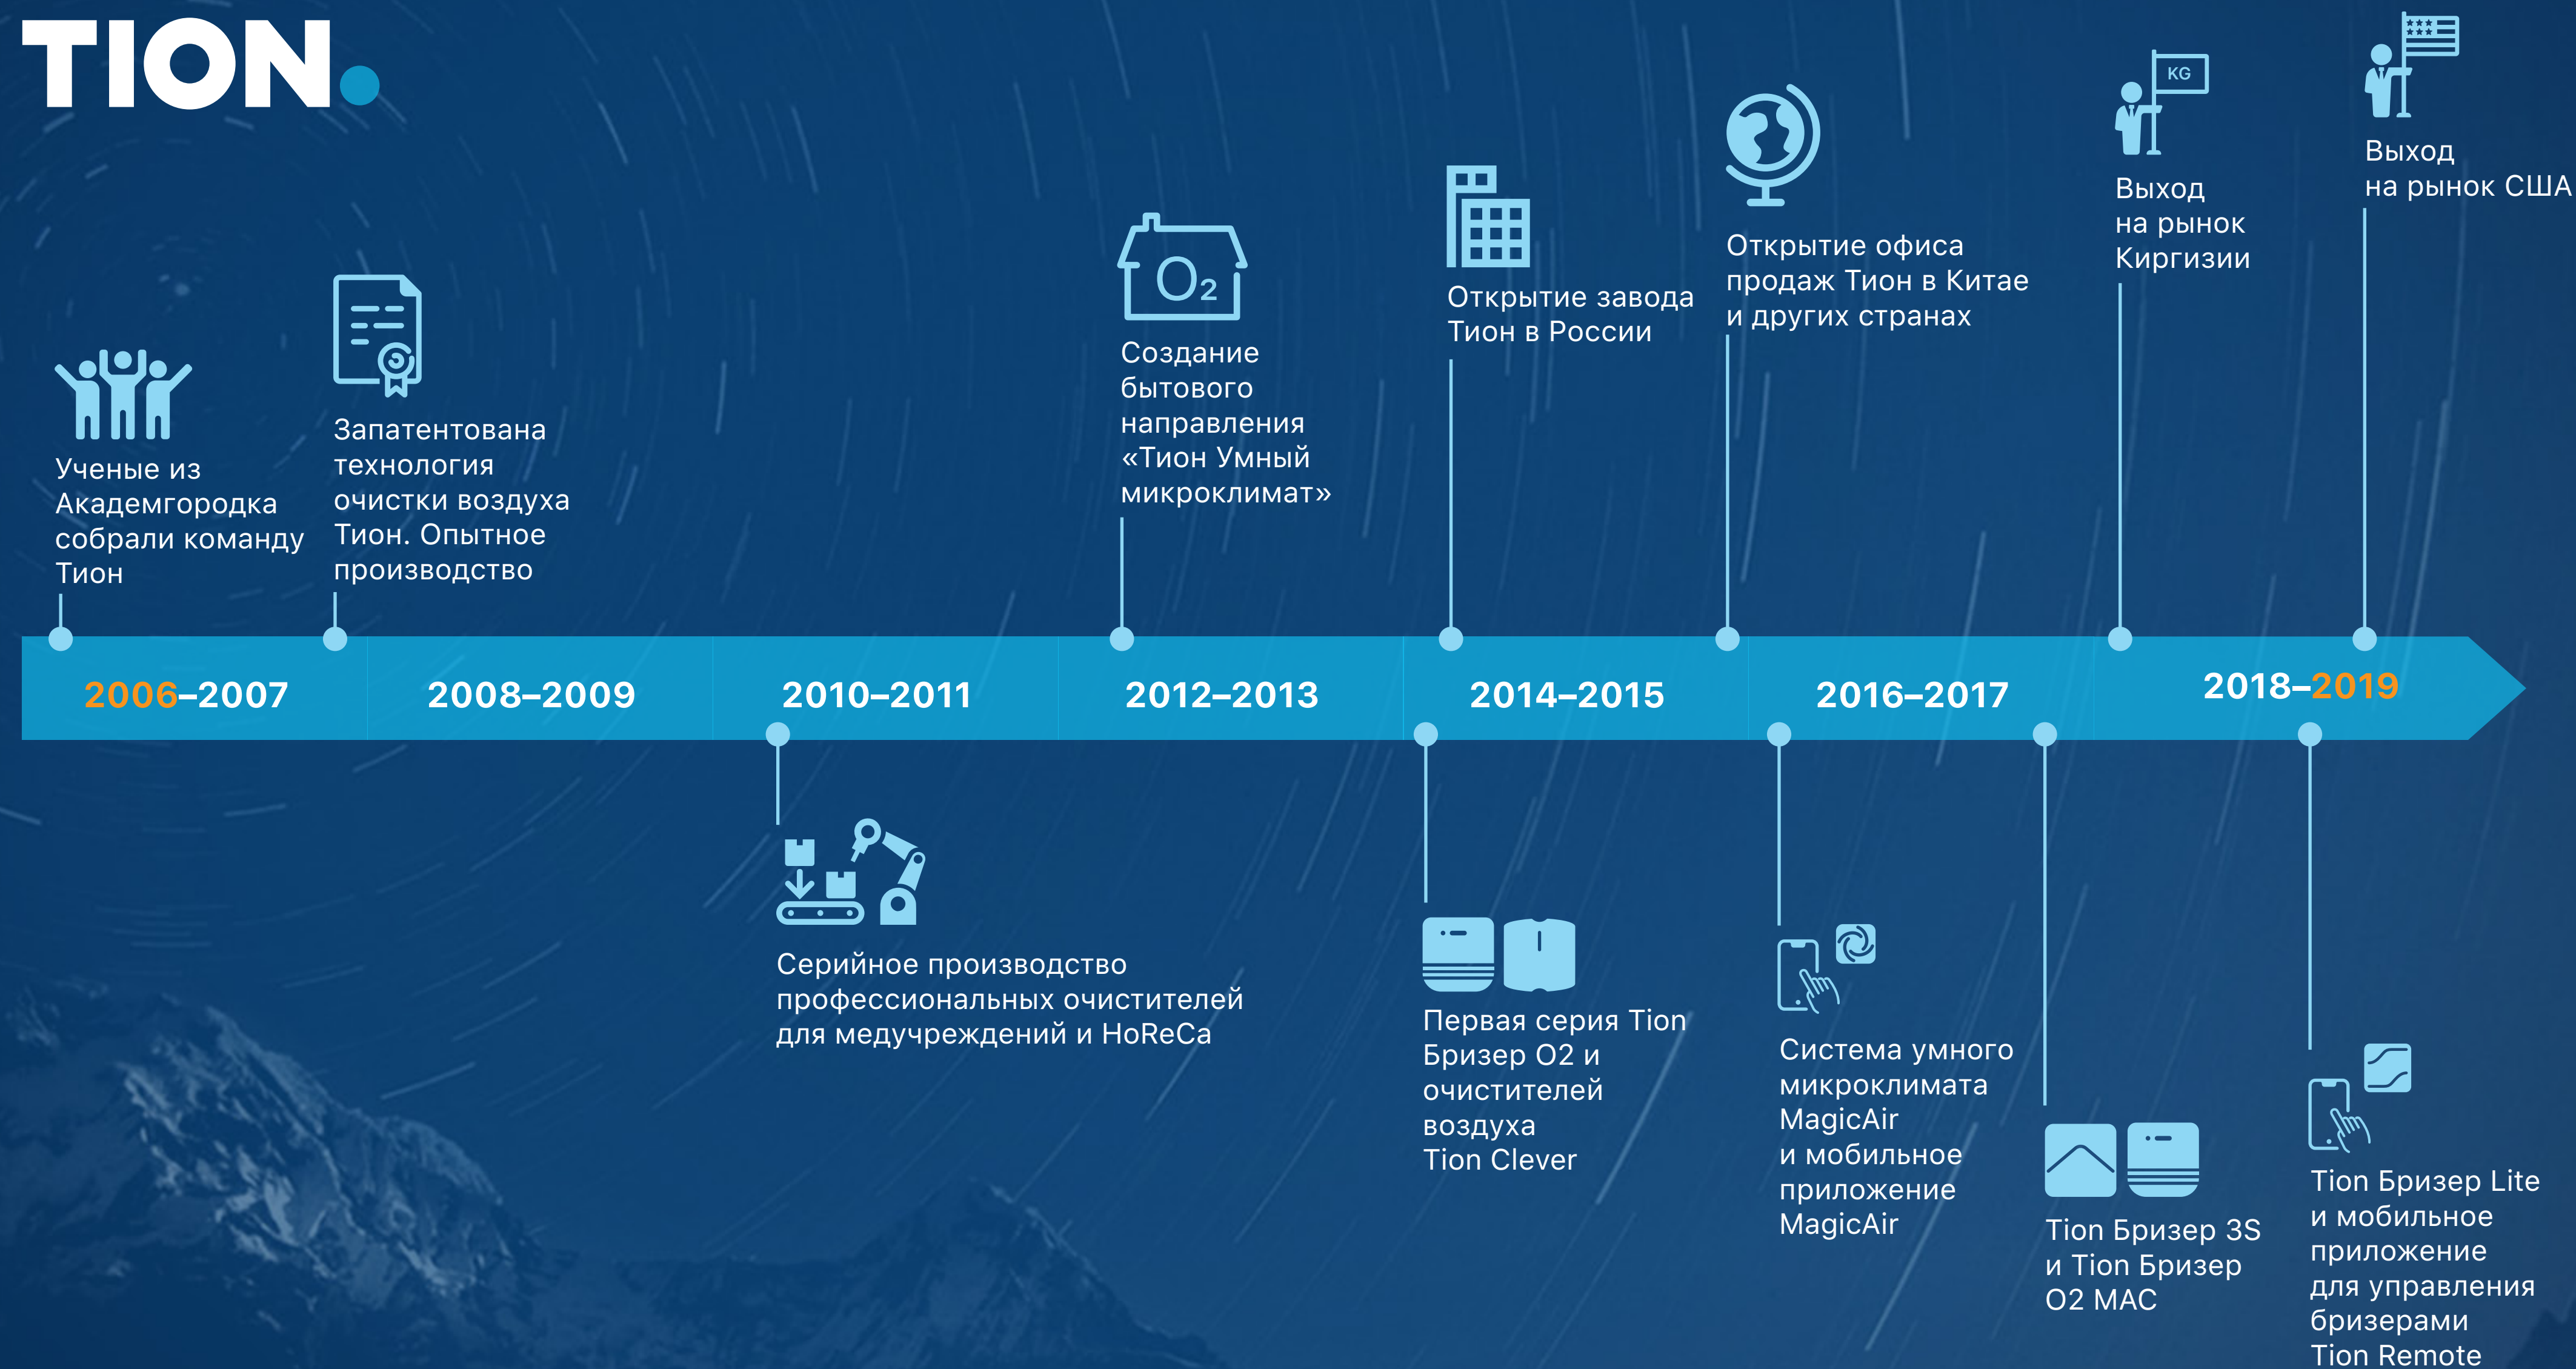 TION.
Ученые из
Академгородка
собрали команду
Тион
Запатентована
технология
очистки воздуха
Тион. Опытное
производство
O2
Создание
бытового
направления
«Тион Умный
микроклимат»
Открытие завода
Тион в России
Открытие офиса
продаж Тион в Китае
и других странах
KG
Выход
на рынок
Киргизии
Выход
на рынок США
2006–2007
2008–2009
2010–2011
2012–2013
2014–2015
2016–2017
2018–2019
Серийное производство
профессиональных очистителей
для медучреждений и HoReCa
Первая серия Tion
Бризер О2 и
очистителей
воздуха
Tion Clever
Система умного
микроклимата
MagicAir
и мобильное
приложение
MagicAir
Tion Бризер 3S
и Tion Бризер
О2 МАС
Tion Бризер Lite
и мобильное
приложение
для управления
бризерами
Tion Remote